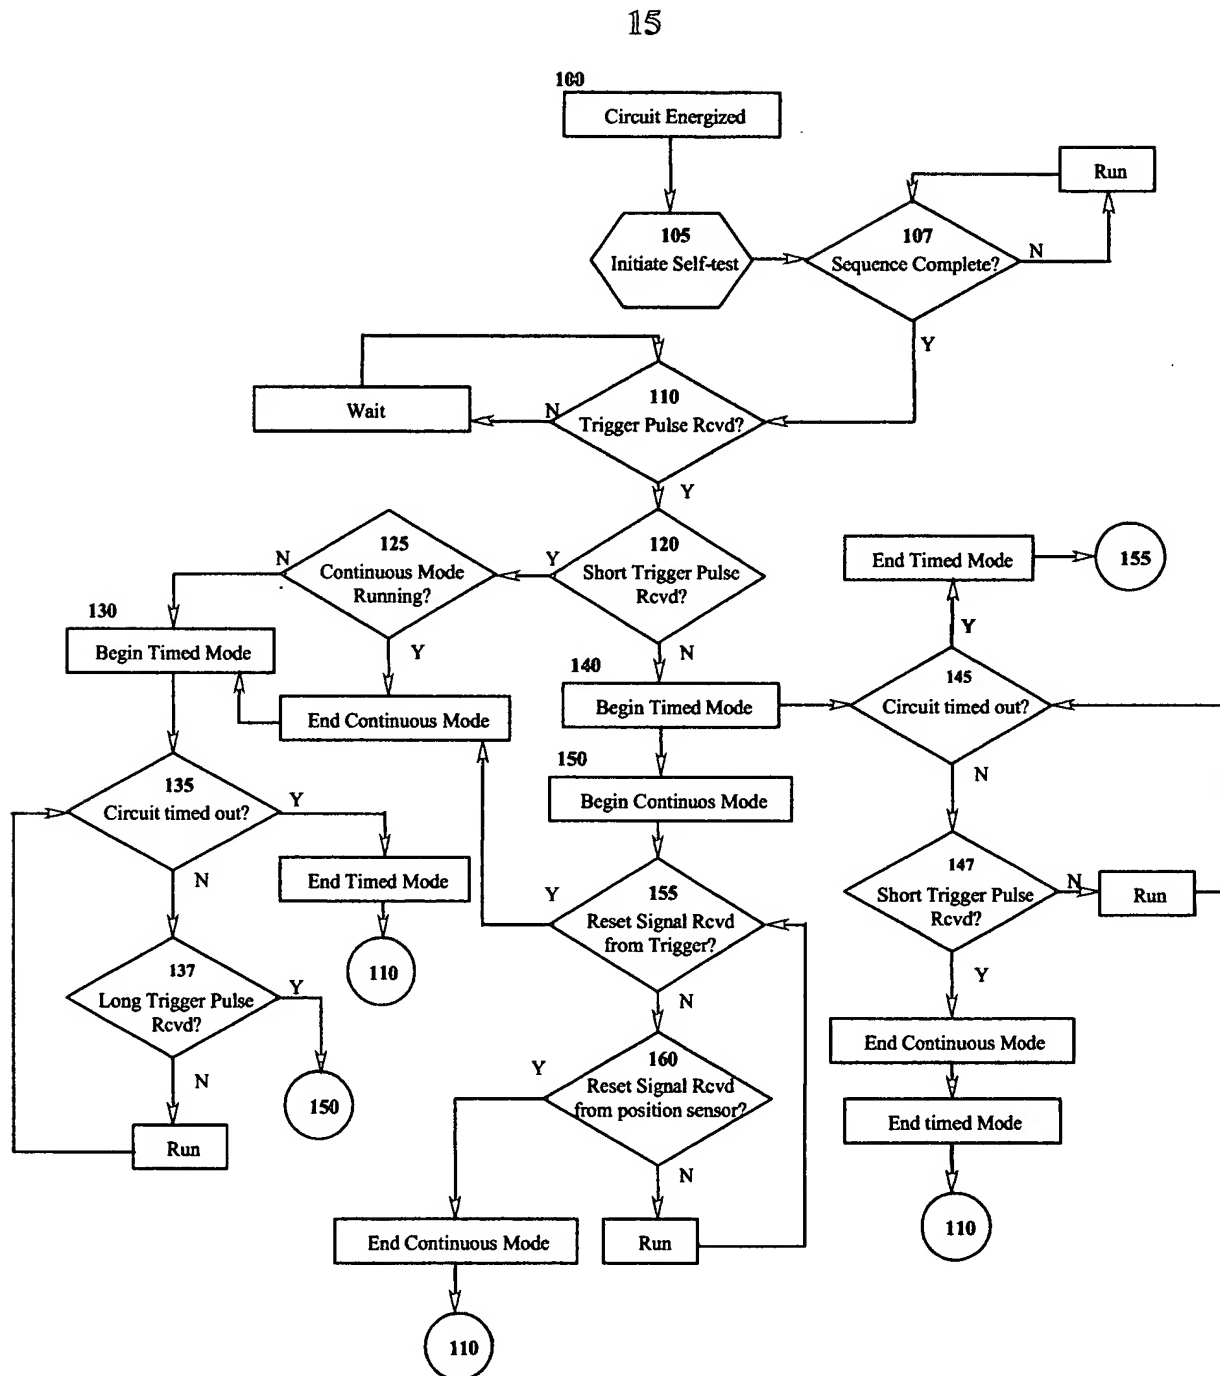 15
100
Circuit Energized
Run
105
Initiate Self-test
107
Sequence Complete?
N
Y
110
Trigger Pulse Rcvd?
N
Wait
Y
120
Short Trigger Pulse
Rcvd?
Y
N
125
Continuous Mode
Running?
N
Y
End Timed Mode
155
Y
130
Begin Timed Mode
End Continuous Mode
140
Begin Timed Mode
145
Circuit timed out?
N
150
Begin Continuos Mode
135
Circuit timed out?
Y
N
End Timed Mode
110
155
Reset Signal Rcvd
from Trigger?
Y
N
147
Short Trigger Pulse
Rcvd?
N
Run
Y
137
Long Trigger Pulse
Rcvd?
Y
N
150
Run
160
Reset Signal Rcvd
from position sensor?
Y
N
End Continuous Mode
End timed Mode
110
End Continuous Mode
Run
110